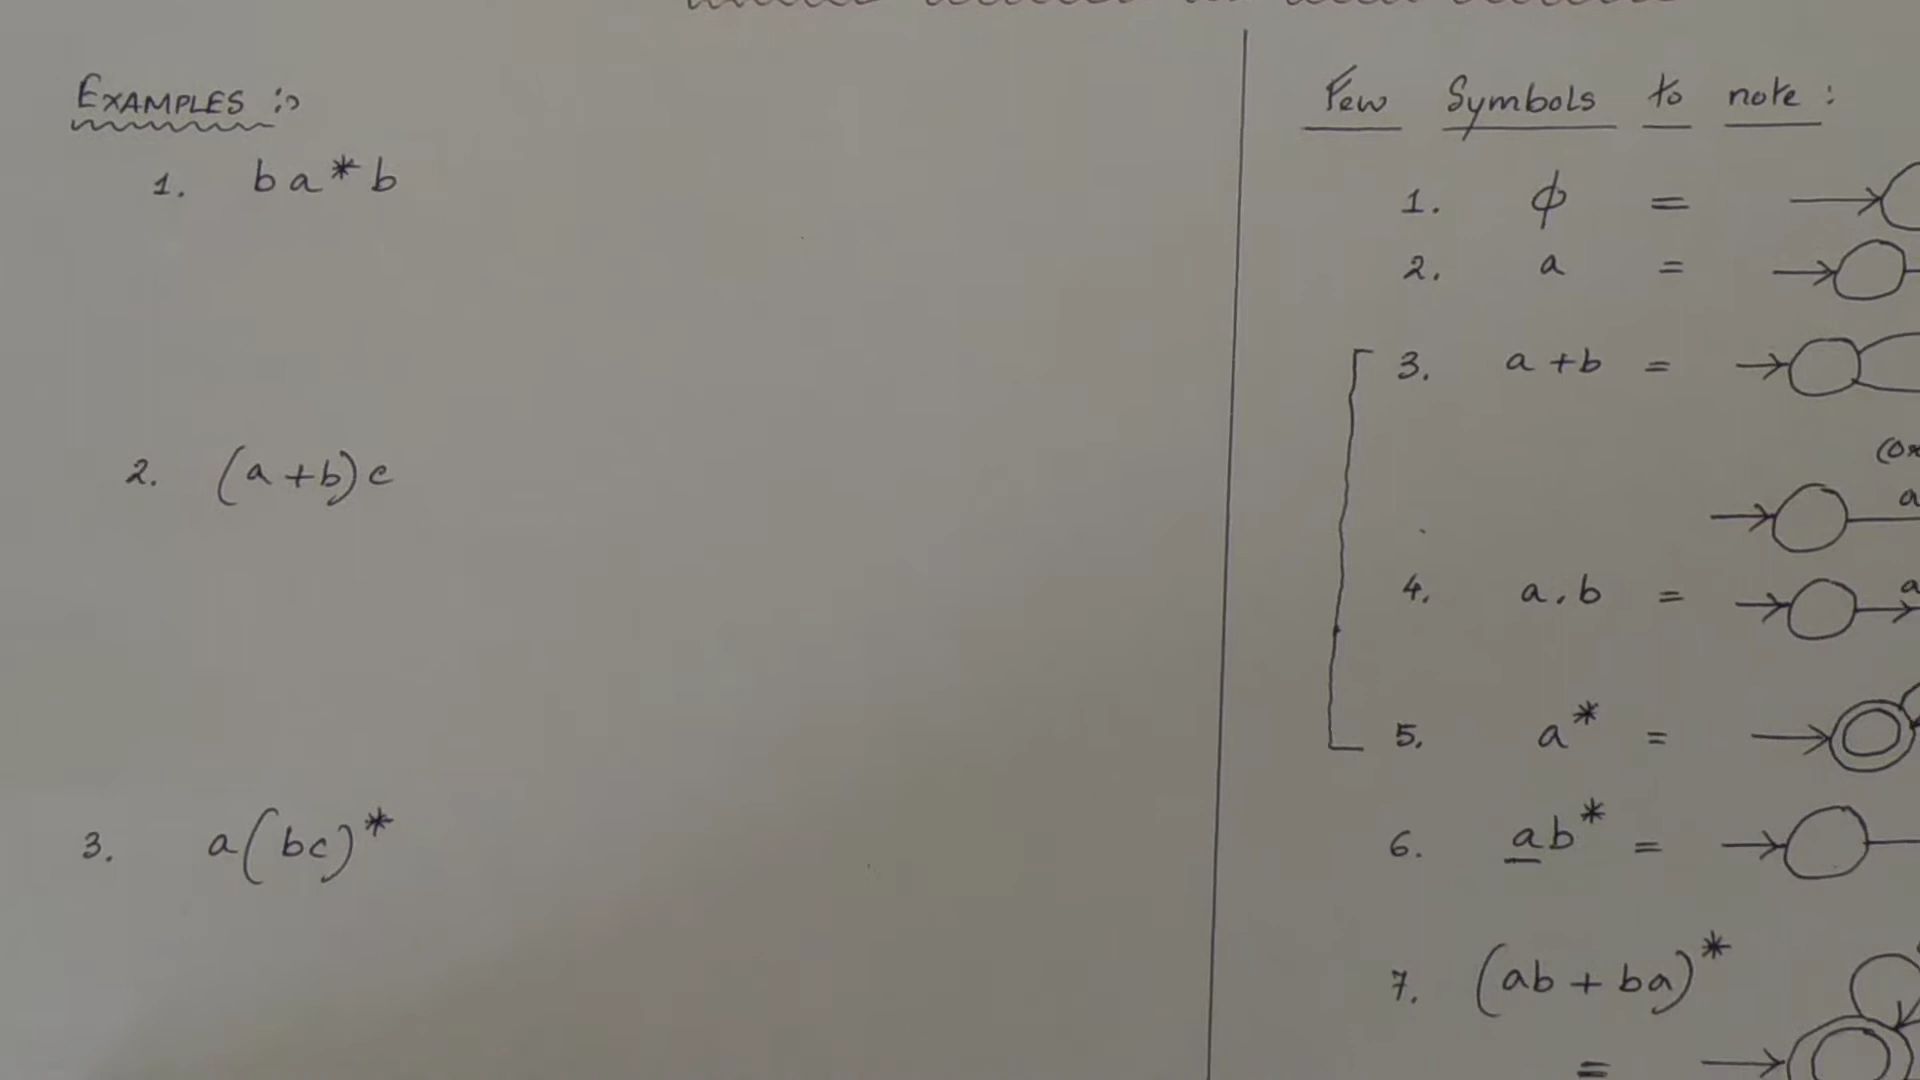 EXAMPLES :
1. ba*b
2. (a+b)c
3. a(bc)*
Few Symbols to note :
1. ϕ =
2. a =
3. a+b =
(or
a
4. a.b =
a
5. a* =
6. ab* =
7. (ab + ba)*
=